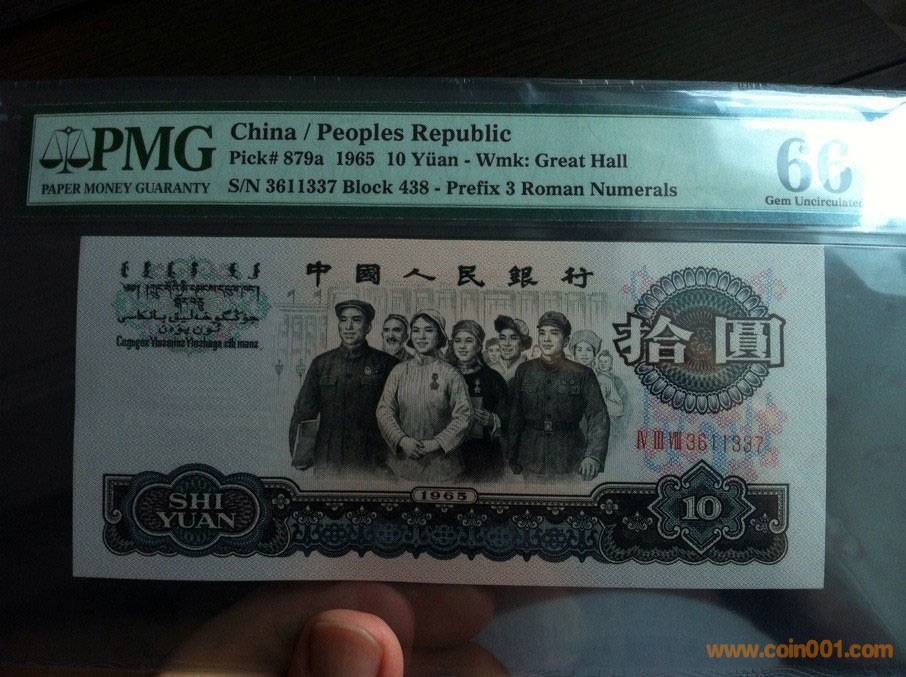 PMG
PAPER MONEY GUARANTY
China / Peoples Republic
Pick# 879a 1965 10 Yüan - Wmk: Great Hall
S/N 3611337 Block 438 - Prefix 3 Roman Numerals
66
Gem Uncirculated
中國人民銀行
拾圓
IV III VIII 3611337
1965
SHI
YUAN
10
www.coin001.com